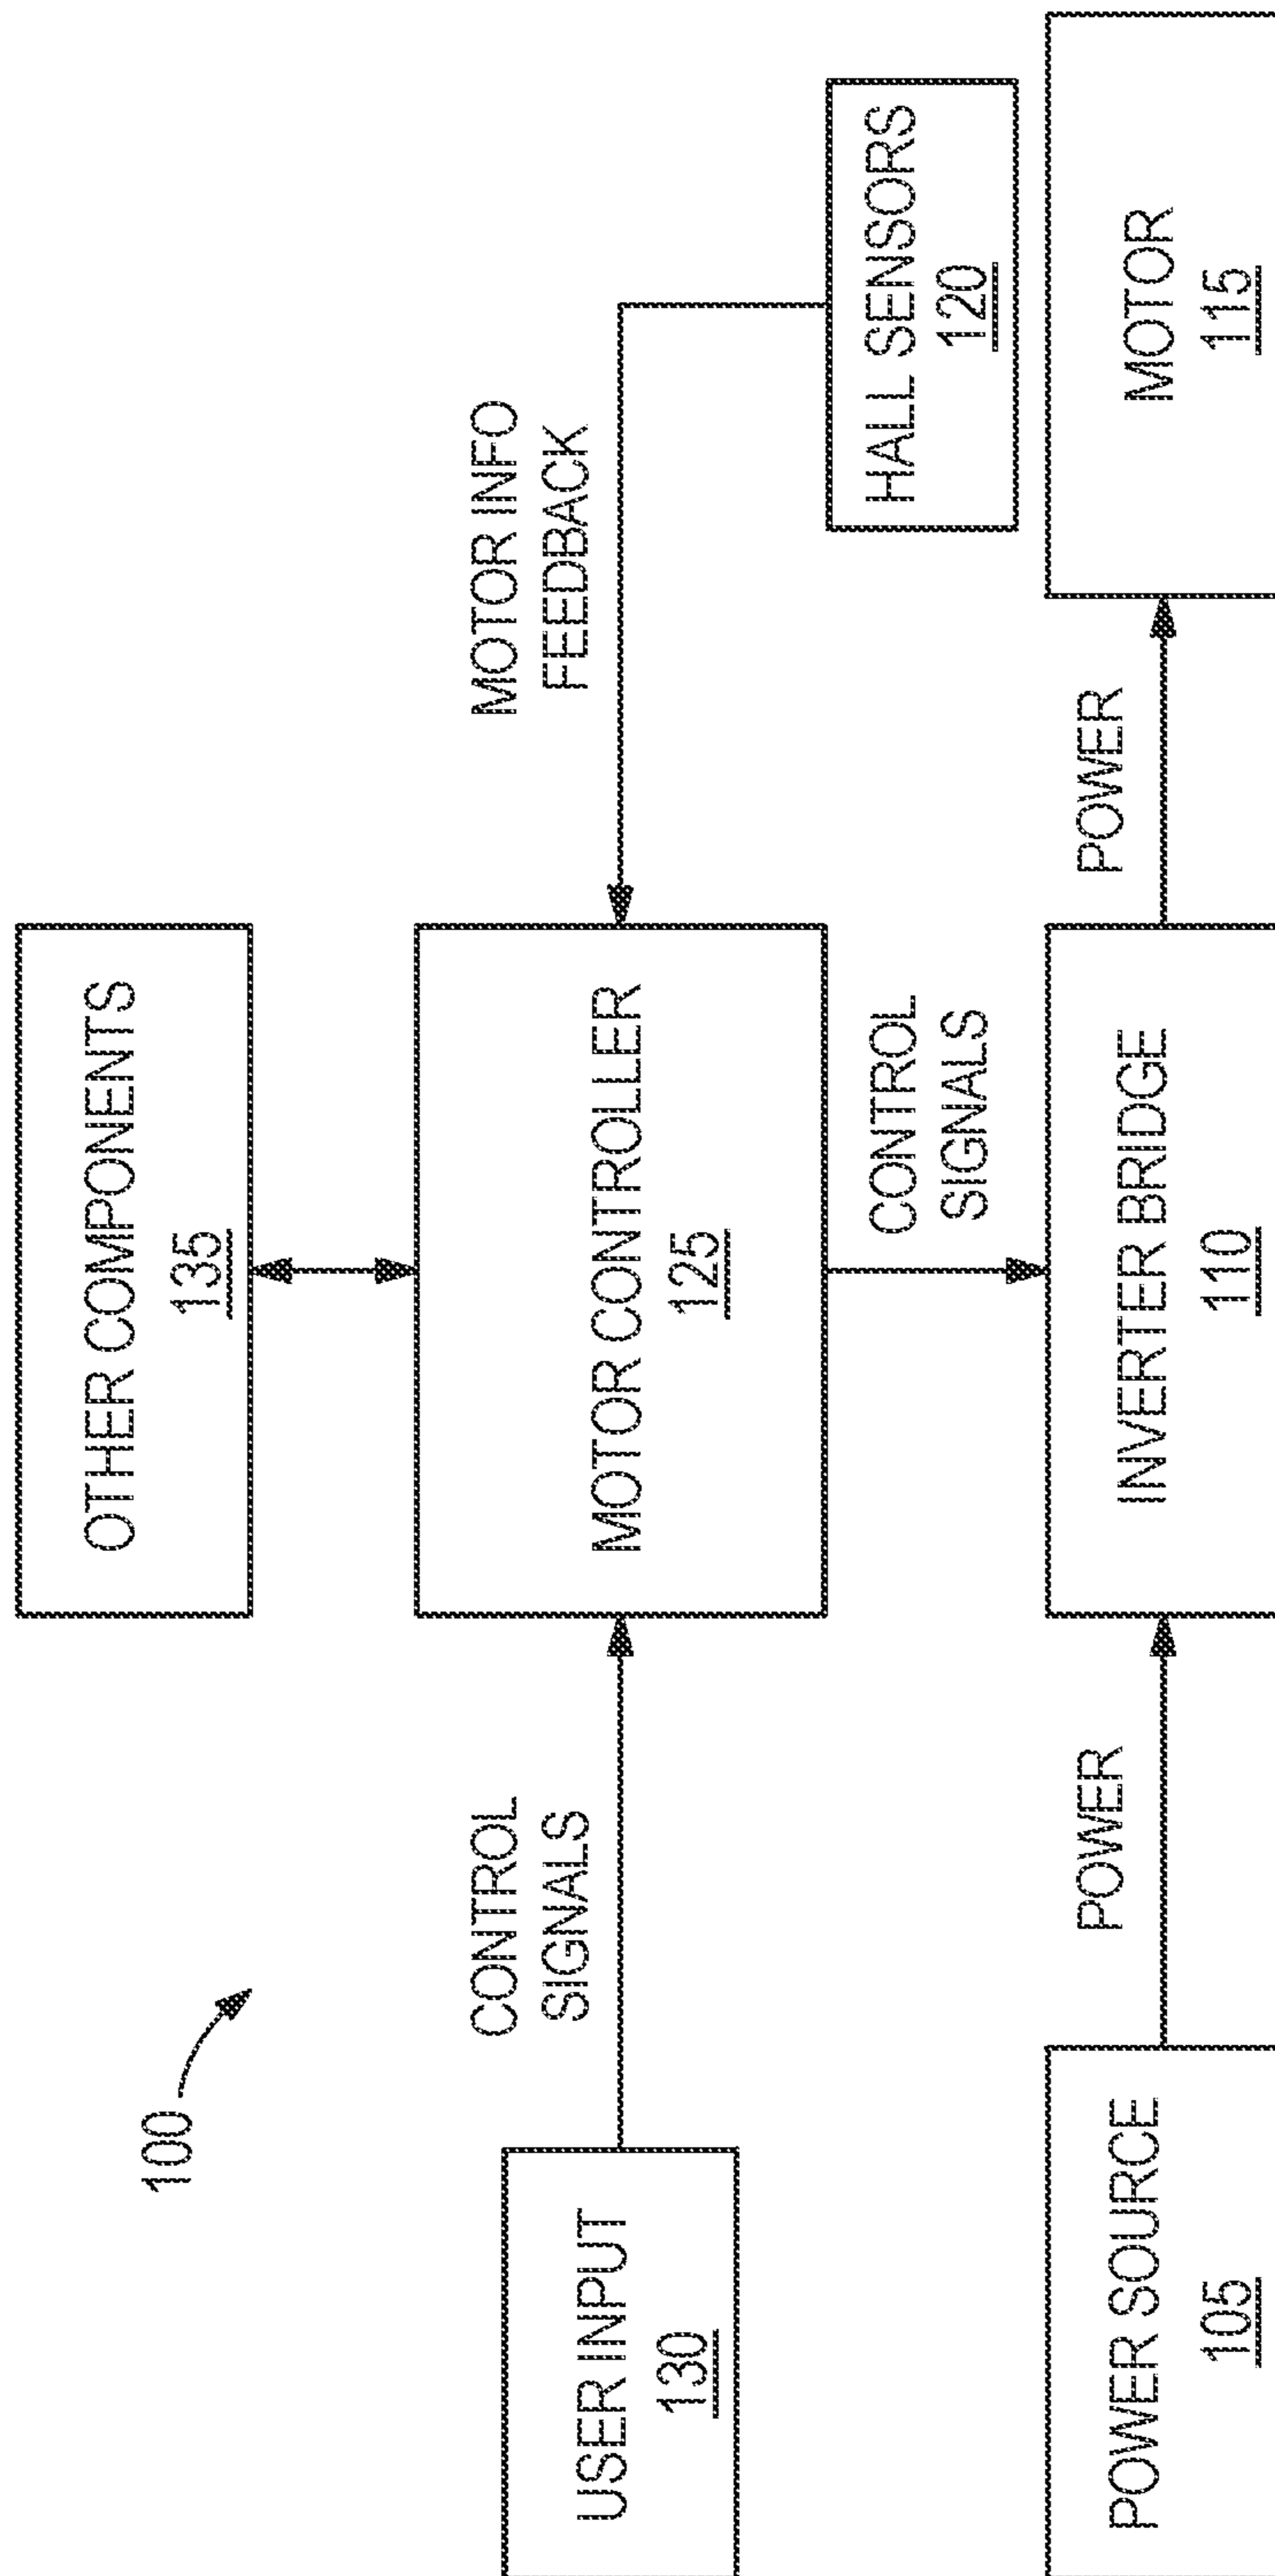 100
OTHER COMPONENTS
135
USER INPUT
130
CONTROL
SIGNALS
MOTOR CONTROLLER
125
MOTOR INFO
FEEDBACK
CONTROL
SIGNALS
HALL SENSORS
120
POWER SOURCE
105
POWER
INVERTER BRIDGE
110
POWER
MOTOR
115